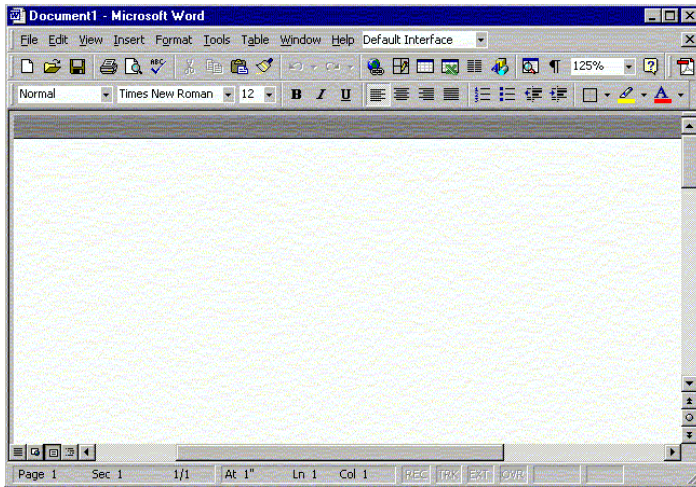 Document1 - Microsoft Word
File Edit View Insert Format Tools Table Window Help Default Interface
ABC 125%
Normal Times New Roman 12 B I U A
Page 1 Sec 1 1/1 At 1" Ln 1 Col 1 REC TRK EXT OVR